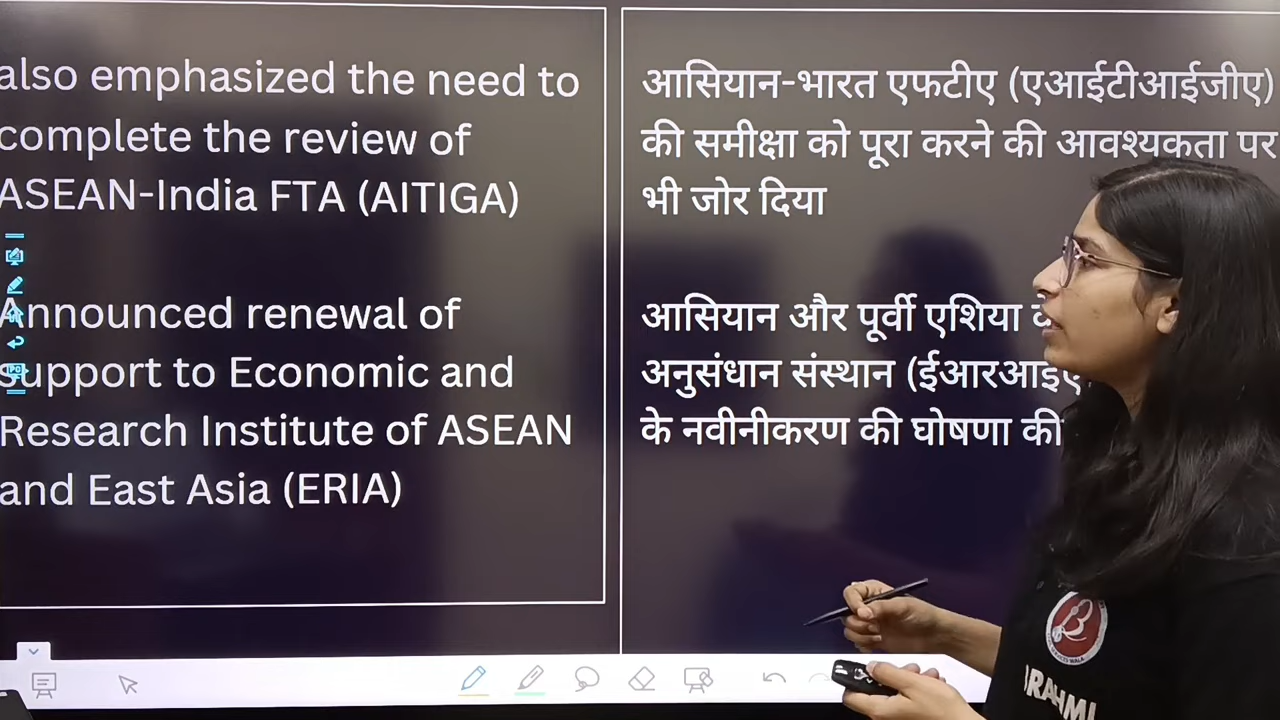 also emphasized the need to
complete the review of
ASEAN-India FTA (AITIGA)
Announced renewal of
support to Economic and
Research Institute of ASEAN
and East Asia (ERIA)
आसियान-भारत एफटीए (एआईटीआईजीए)
की समीक्षा को पूरा करने की आवश्यकता पर
भी जोर दिया
आसियान और पूर्वी एशिया
अनुसंधान संस्थान
के नवीनीकरण की घोषणा की